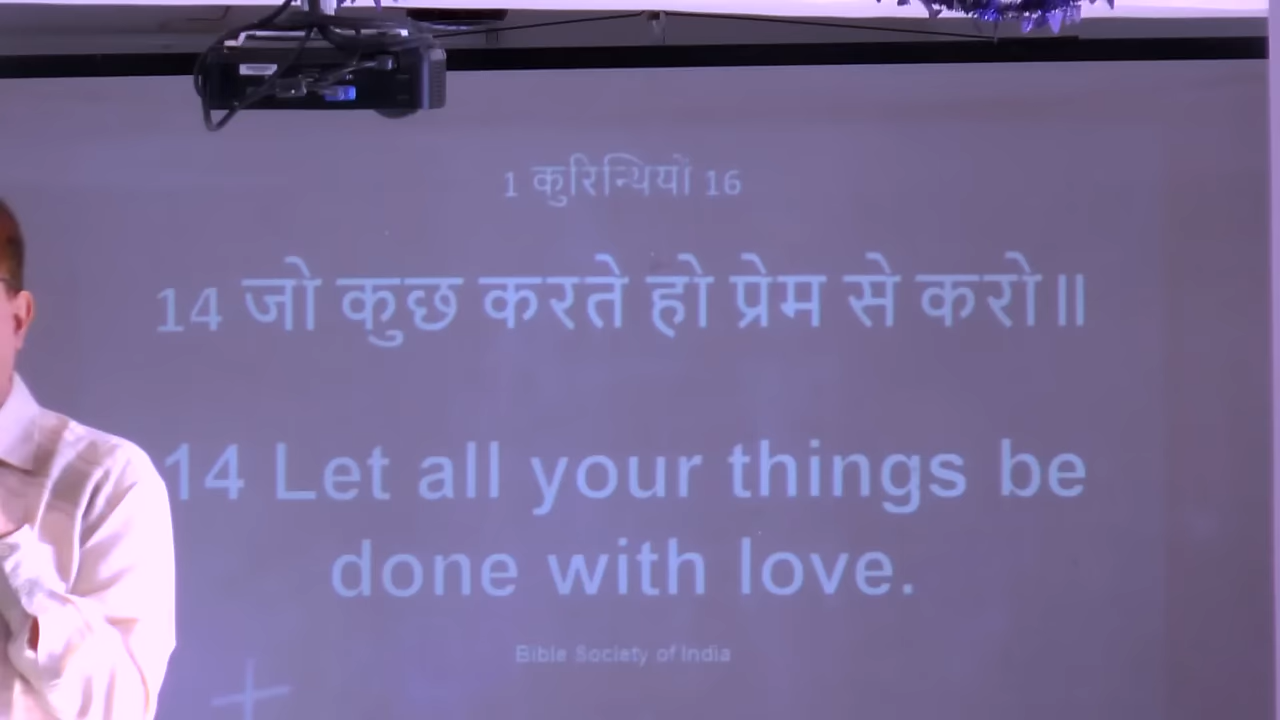 1 कुरिन्थियों 16
14 जो कुछ करते हो प्रेम से करो॥
14 Let all your things be
done with love.
Bible Society of India